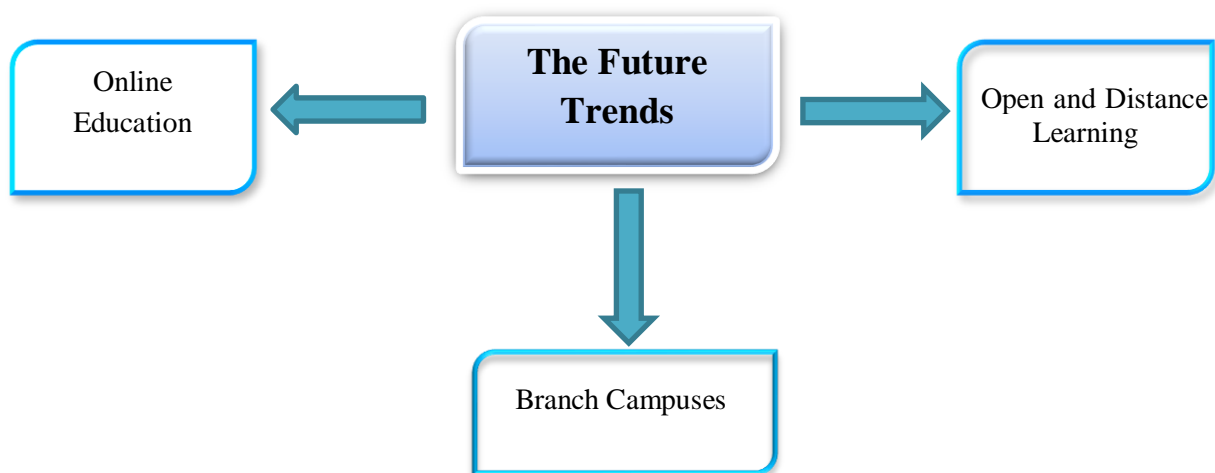 The Future
Trends
Online
Education
Open and Distance
Learning
Branch Campuses